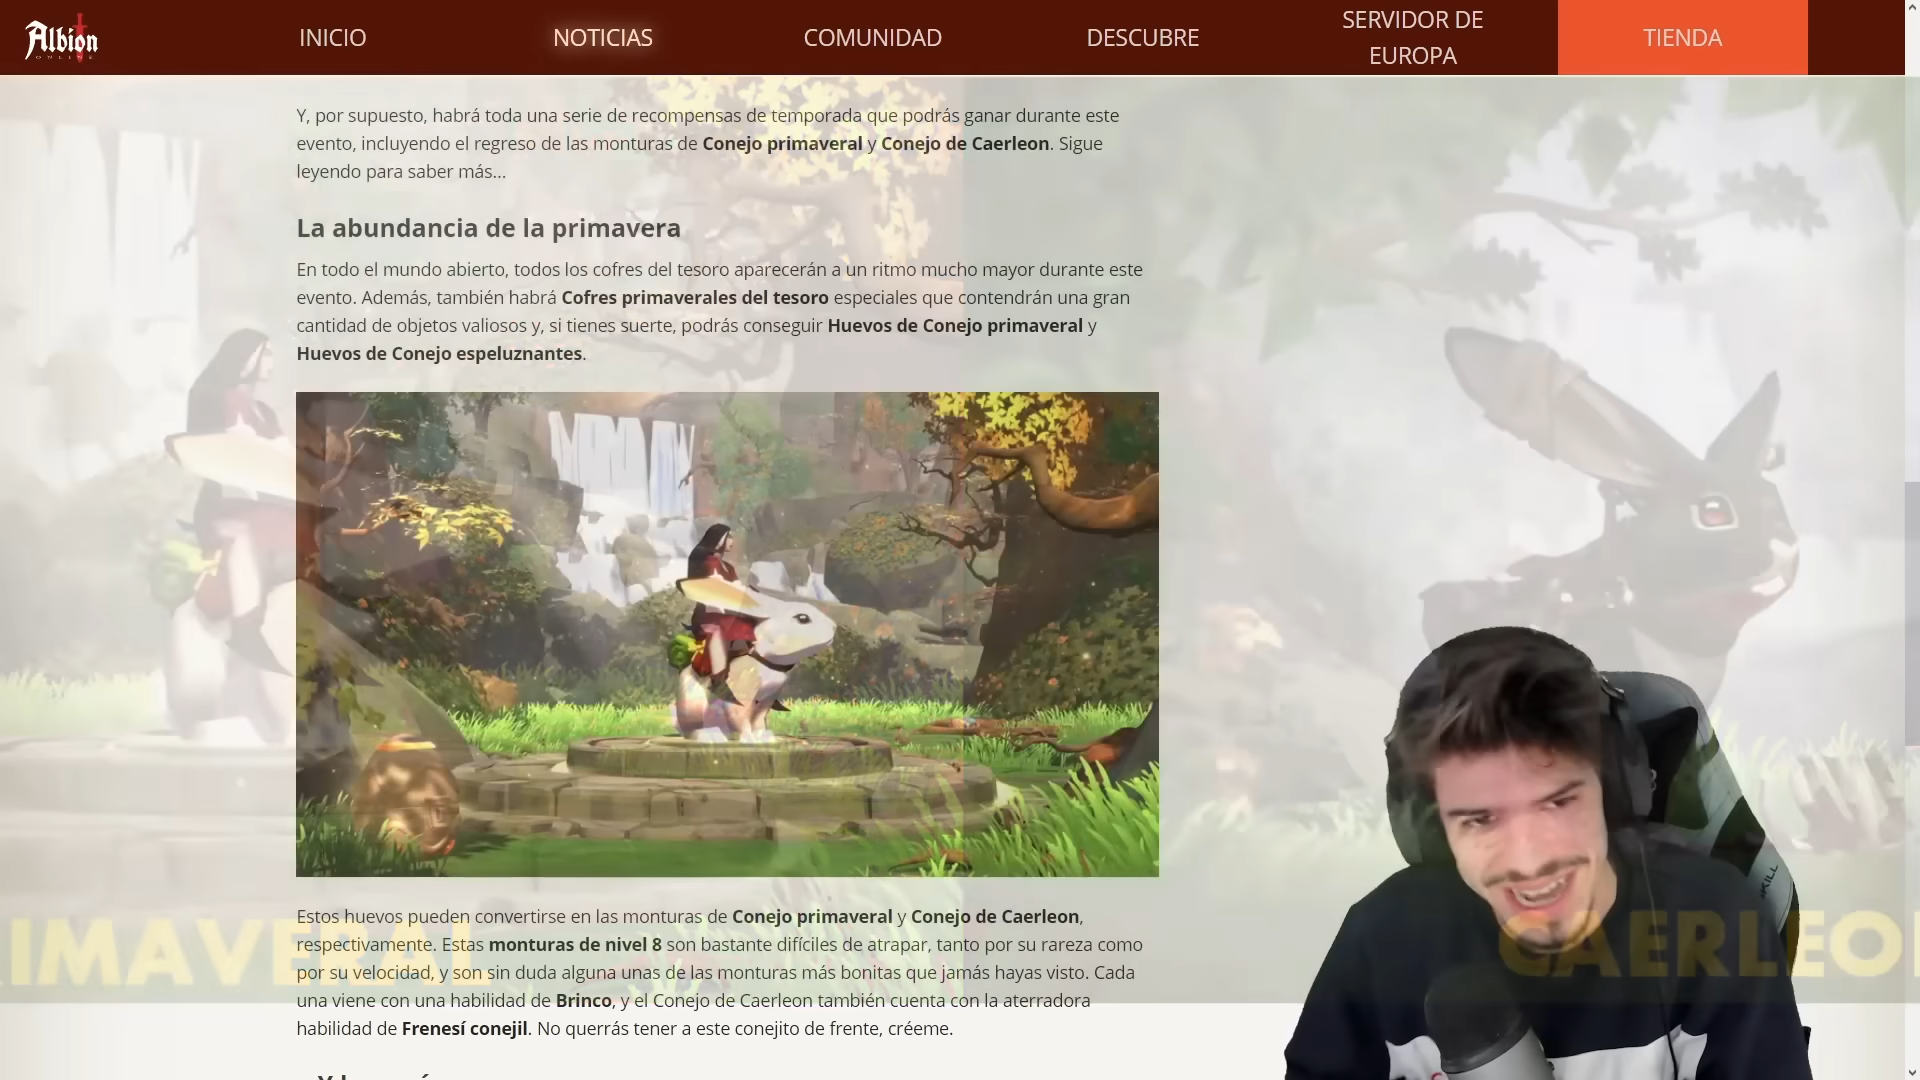 Albion
ONLINE
INICIO
NOTICIAS
COMUNIDAD
DESCUBRE
SERVIDOR DE
EUROPA
TIENDA
Y, por supuesto, habrá toda una serie de recompensas de temporada que podrás ganar durante este
evento, incluyendo el regreso de las monturas de Conejo primaveral y Conejo de Caerleon. Sigue
leyendo para saber más...
La abundancia de la primavera
En todo el mundo abierto, todos los cofres del tesoro aparecerán a un ritmo mucho mayor durante este
evento. Además, también habrá Cofres primaverales del tesoro especiales que contendrán una gran
cantidad de objetos valiosos y, si tienes suerte, podrás conseguir Huevos de Conejo primaveral y
Huevos de Conejo espeluznantes.
Estos huevos pueden convertirse en las monturas de Conejo primaveral y Conejo de Caerleon,
respectivamente. Estas monturas de nivel 8 son bastante difíciles de atrapar, tanto por su rareza como
por su velocidad, y son sin duda alguna unas de las monturas más bonitas que jamás hayas visto. Cada
una viene con una habilidad de Brinco, y el Conejo de Caerleon también cuenta con la aterradora
habilidad de Frenesí conejil. No querrás tener a este conejito de frente, créeme.
RIMAVERAL
CAERLEO